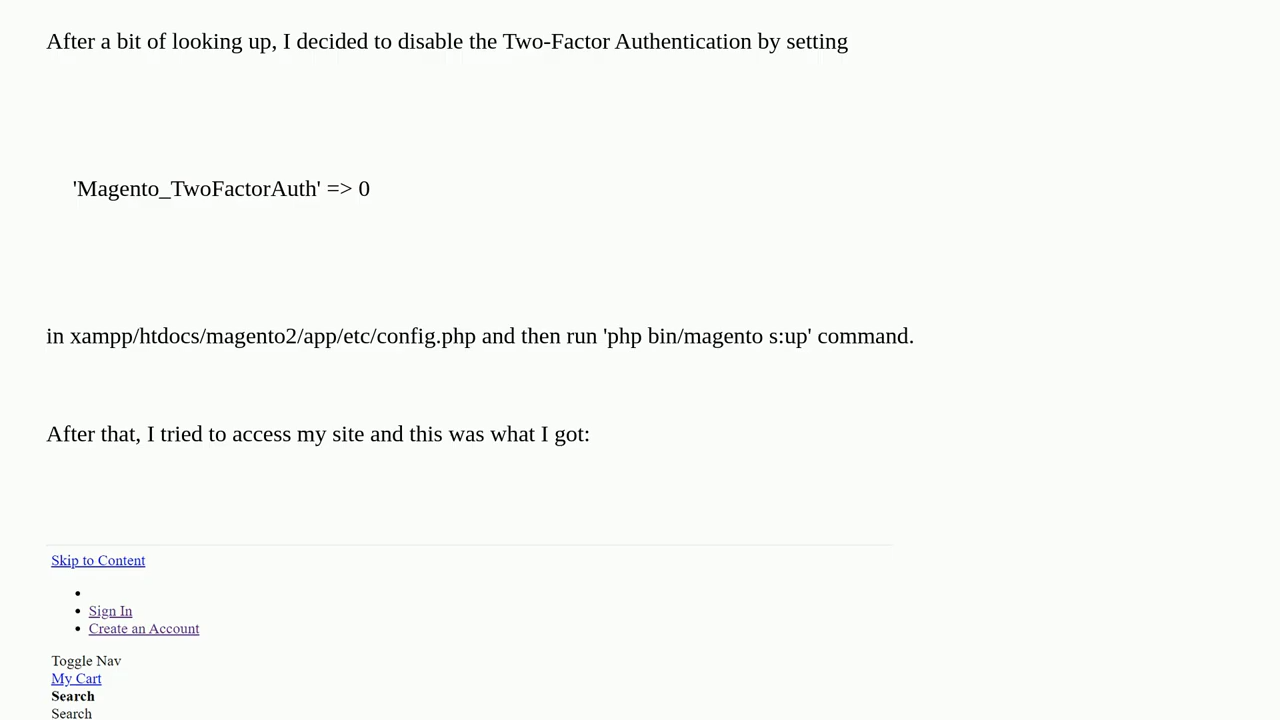 After a bit of looking up, I decided to disable the Two-Factor Authentication by setting
'Magento_TwoFactorAuth' => 0
in xampp/htdocs/magento2/app/etc/config.php and then run 'php bin/magento s:up' command.
After that, I tried to access my site and this was what I got:
Skip to Content
Sign In
Create an Account
Toggle Nav
My Cart
Search
Search